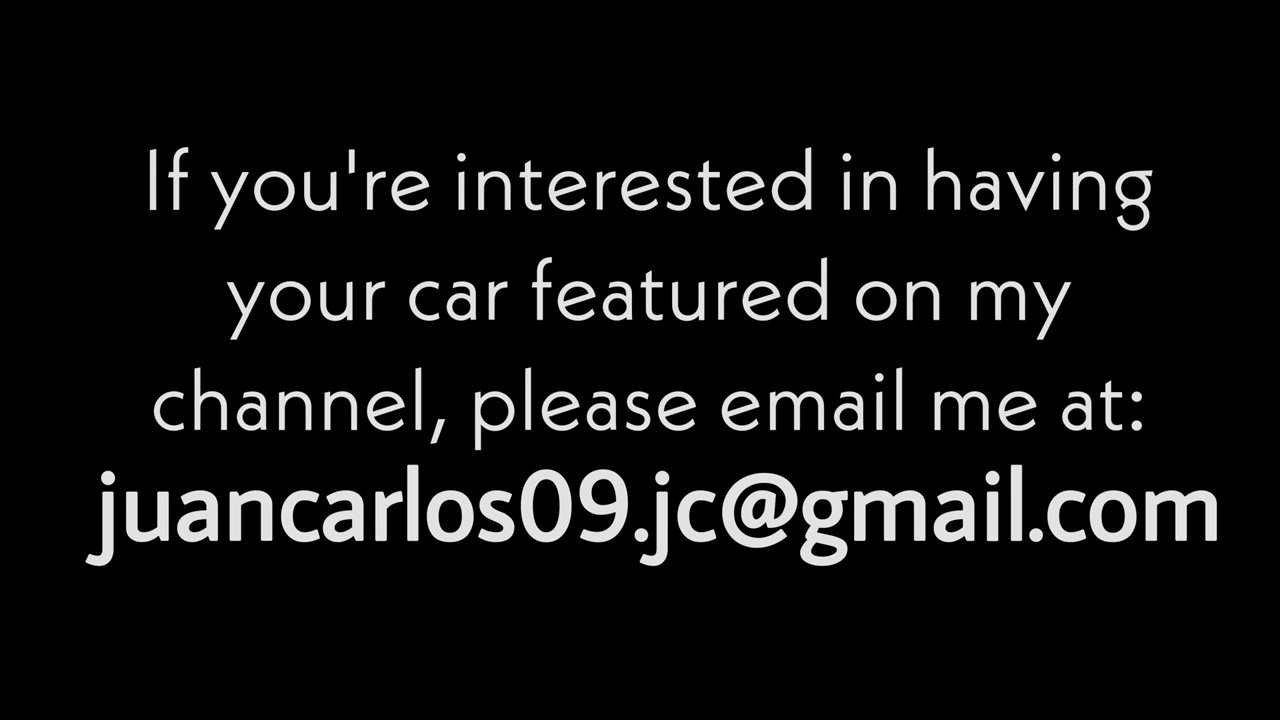 If you're interested in having
your car featured on my
channel, please email me at:
juancarlos09.jc@gmail.com